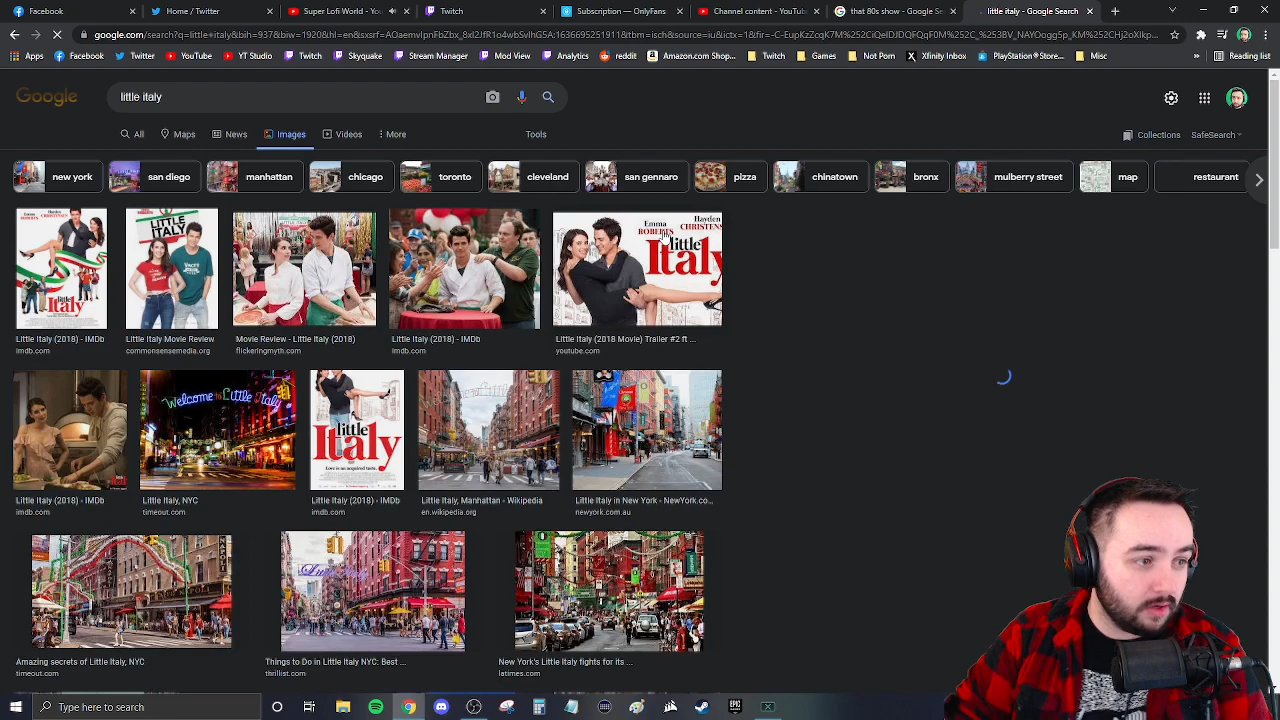 Facebook
Home / Twitter
Super Lofi World - You
Twitch
Subscription — OnlyFans
Channel content - YouTube
that 80s show - Google Search
little italy - Google Search
Apps
Facebook
Twitter
YouTube
YT Studio
Twitch
Skyquake
Stream Manager
Mod View
Analytics
reddit
Amazon.com Shop...
Twitch
Games
Not Porn
Xfinity Inbox
PlayStation®Store...
Misc
»
Reading list
Google
little italy
All
Maps
News
Images
Videos
More
Tools
Collections
SafeSearch
new york
san diego
manhattan
chicago
toronto
cleveland
san gennaro
pizza
chinatown
bronx
mulberry street
map
restaurant
Little Italy (2018) - IMDb
imdb.com
Little Italy Movie Review
commonsensemedia.org
Movie Review - Little Italy (2018)
flickeringmyth.com
Little Italy (2018) - IMDb
imdb.com
Little Italy (2018 Movie) Trailer #2 ft ...
youtube.com
Little Italy (2018) - IMDb
imdb.com
Little Italy, NYC
timeout.com
Little Italy (2018) - IMDb
imdb.com
Little Italy, Manhattan - Wikipedia
en.wikipedia.org
Little Italy in New York - NewYork.co...
newyork.com.au
Amazing secrets of Little Italy, NYC
timeout.com
Things to Do in Little Italy NYC: Best ...
thrillist.com
New York's Little Italy fights for its ...
latimes.com
Type here to search